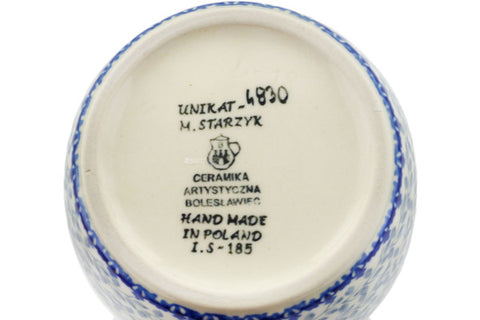 UNIKAT-4830
M. STARZYK
CERAMIKA
ARTYSTYCZNA
BOLESŁAWIEC
HAND MADE
IN POLAND
I.S-185